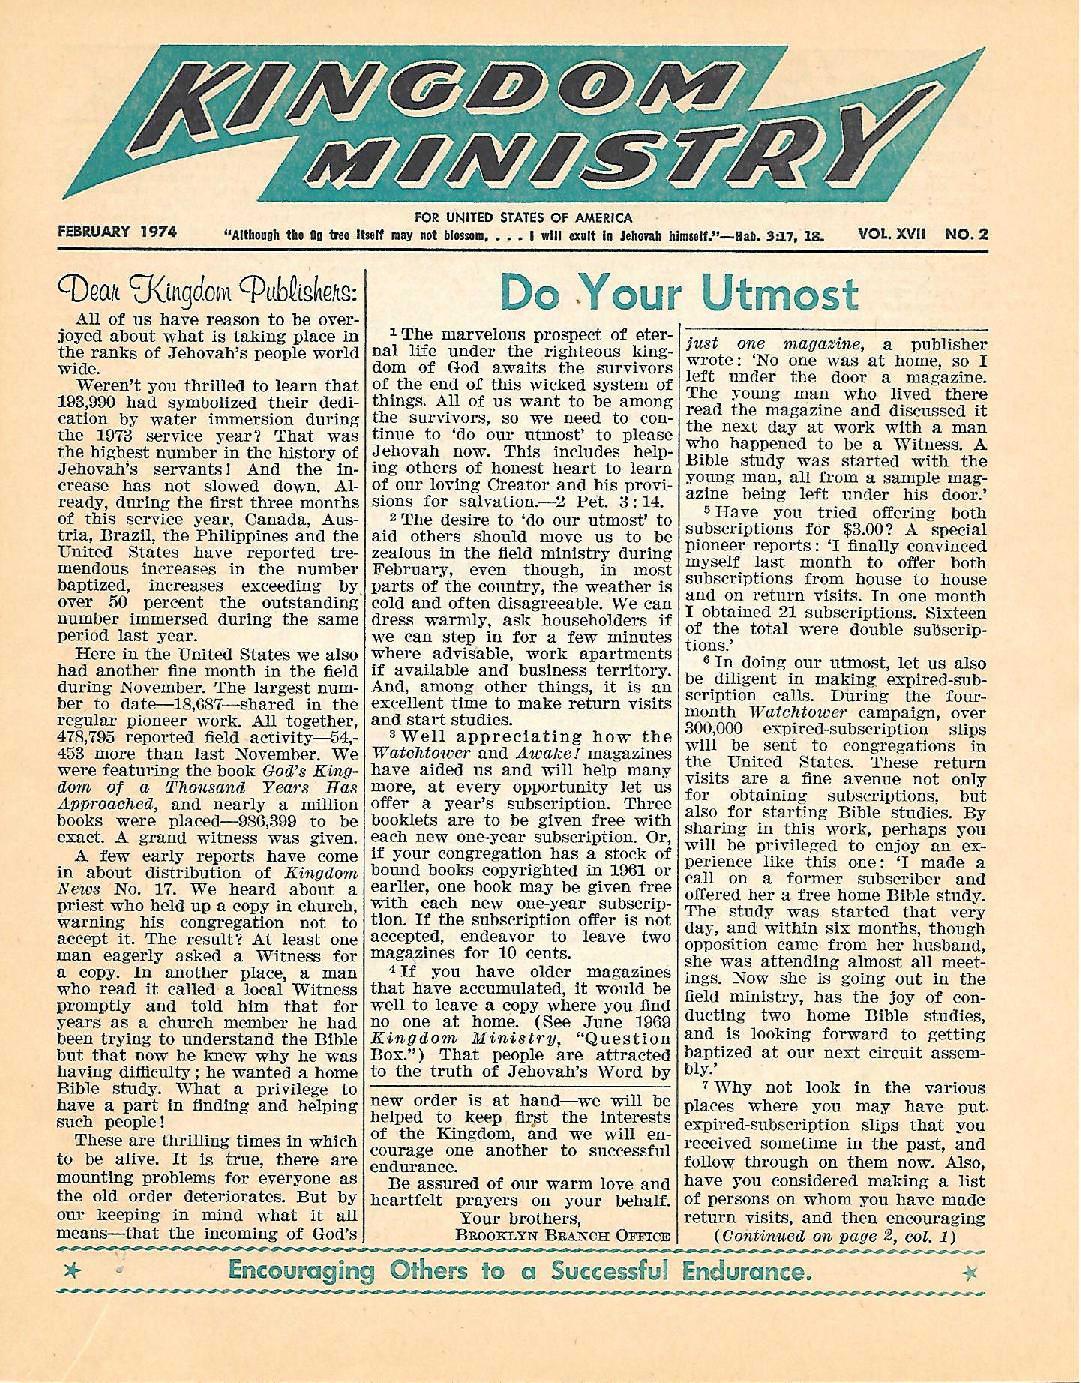 KINGDOM
MINISTRY
FOR UNITED STATES OF AMERICA
FEBRUARY 1974
"Although the fig tree itself may not blossom, . . . I will exult in Jehovah himself."—Hab. 3:17, 18.
VOL. XVII NO. 2
Dear Kingdom Publishers:
All of us have reason to be over-
joyed about what is taking place in
the ranks of Jehovah's people world
wide.
Weren't you thrilled to learn that
193,990 had symbolized their dedi-
cation by water immersion during
the 1973 service year? That was
the highest number in the history of
Jehovah's servants! And the in-
crease has not slowed down. Al-
ready, during the first three months
of this service year, Canada, Aus-
tria, Brazil, the Philippines and the
United States have reported tre-
mendous increases in the number
baptized, increases exceeding by
over 50 percent the outstanding
number immersed during the same
period last year.
Here in the United States we also
had another fine month in the field
during November. The largest num-
ber to date—18,687—shared in the
regular pioneer work. All together,
478,795 reported field activity—54,-
453 more than last November. We
were featuring the book God's King-
dom of a Thousand Years Has
Approached, and nearly a million
books were placed—986,399 to be
exact. A grand witness was given.
A few early reports have come
in about distribution of Kingdom
News No. 17. We heard about a
priest who held up a copy in church,
warning his congregation not to
accept it. The result? At least one
man eagerly asked a Witness for
a copy. In another place, a man
who read it called a local Witness
promptly and told him that for
years as a church member he had
been trying to understand the Bible
but that now he knew why he was
having difficulty; he wanted a home
Bible study. What a privilege to
have a part in finding and helping
such people!
These are thrilling times in which
to be alive. It is true, there are
mounting problems for everyone as
the old order deteriorates. But by
our keeping in mind what it all
means—that the incoming of God's
new order is at hand—we will be
helped to keep first the interests
of the Kingdom, and we will en-
courage one another to successful
endurance.
Be assured of our warm love and
heartfelt prayers on your behalf.
Your brothers,
BROOKLYN BRANCH OFFICE
Do Your Utmost
1 The marvelous prospect of eter-
nal life under the righteous king-
dom of God awaits the survivors
of the end of this wicked system of
things. All of us want to be among
the survivors, so we need to con-
tinue to 'do our utmost' to please
Jehovah now. This includes help-
ing others of honest heart to learn
of our loving Creator and his provi-
sions for salvation.—2 Pet. 3:14.
2 The desire to 'do our utmost' to
aid others should move us to be
zealous in the field ministry during
February, even though, in most
parts of the country, the weather is
cold and often disagreeable. We can
dress warmly, ask householders if
we can step in for a few minutes
where advisable, work apartments
if available and business territory.
And, among other things, it is an
excellent time to make return visits
and start studies.
3 Well appreciating how the
Watchtower and Awake! magazines
have aided us and will help many
more, at every opportunity let us
offer a year's subscription. Three
booklets are to be given free with
each new one-year subscription. Or,
if your congregation has a stock of
bound books copyrighted in 1961 or
earlier, one book may be given free
with each new one-year subscrip-
tion. If the subscription offer is not
accepted, endeavor to leave two
magazines for 10 cents.
4 If you have older magazines
that have accumulated, it would be
well to leave a copy where you find
no one at home. (See June 1969
Kingdom Ministry, "Question
Box.") That people are attracted
to the truth of Jehovah's Word by
just one magazine, a publisher
wrote: 'No one was at home, so I
left under the door a magazine.
The young man who lived there
read the magazine and discussed it
the next day at work with a man
who happened to be a Witness. A
Bible study was started with the
young man, all from a sample mag-
azine being left under his door.'
5 Have you tried offering both
subscriptions for $3.00? A special
pioneer reports: 'I finally convinced
myself last month to offer both
subscriptions from house to house
and on return visits. In one month
I obtained 21 subscriptions. Sixteen
of the total were double subscrip-
tions.'
6 In doing our utmost, let us also
be diligent in making expired-sub-
scription calls. During the four-
month Watchtower campaign, over
300,000 expired-subscription slips
will be sent to congregations in
the United States. These return
visits are a fine avenue not only
for obtaining subscriptions, but
also for starting Bible studies. By
sharing in this work, perhaps you
will be privileged to enjoy an ex-
perience like this one: 'I made a
call on a former subscriber and
offered her a free home Bible study.
The study was started that very
day, and within six months, though
opposition came from her husband,
she was attending almost all meet-
ings. Now she is going out in the
field ministry, has the joy of con-
ducting two home Bible studies,
and is looking forward to getting
baptized at our next circuit assem-
bly.'
7 Why not look in the various
places where you may have put
expired-subscription slips that you
received sometime in the past, and
follow through on them now. Also,
have you considered making a list
of persons on whom you have made
return visits, and then encouraging
(Continued on page 2, col. 1)
Encouraging Others to a Successful Endurance.